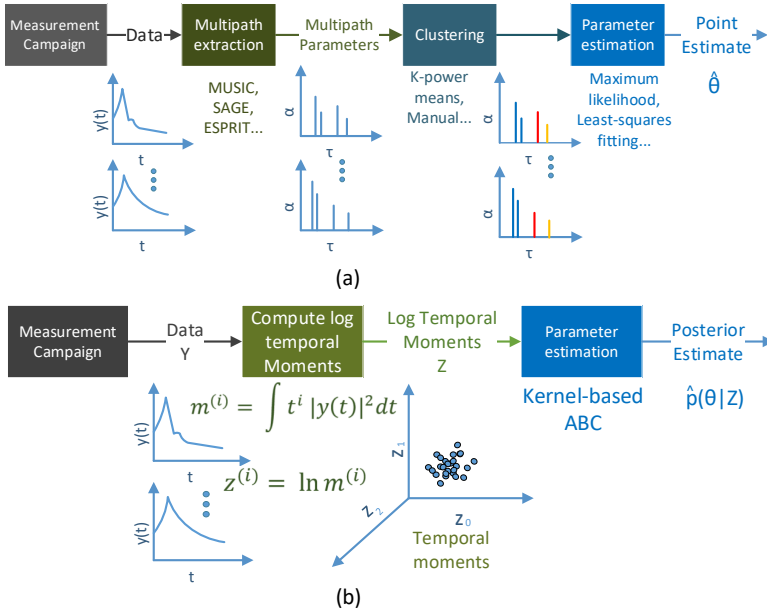 Measurement
Campaign
Data
Multipath
extraction
Multipath
Parameters
Clustering
Parameter
estimation
Point
Estimate
θ̂
MUSIC,
SAGE,
ESPRIT...
K-power
means,
Manual...
Maximum
likelihood,
Least-squares
fitting...
y(t)
t
α
τ
α
τ
y(t)
t
α
τ
α
τ
(a)
Measurement
Campaign
Data
Y
Compute log
temporal
Moments
Log Temporal
Moments
Z
Parameter
estimation
Posterior
Estimate
p̂(θ|Z)
Kernel-based
ABC
y(t)
t
m^{(i)} = ∫ t^i |y(t)|^2 dt
z^{(i)} = ln m^{(i)}
y(t)
t
Z_1
Z_2
Z_0
Temporal
moments
(b)